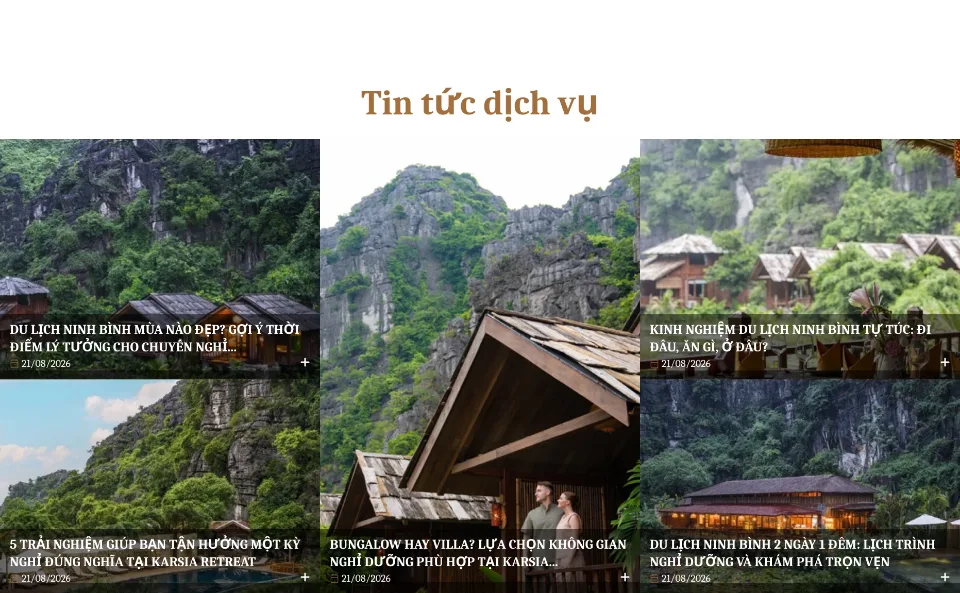 Tin tức dịch vụ
DU LỊCH NINH BÌNH MÙA NÀO ĐẸP? GỢI Ý THỜI
ĐIỂM LÝ TƯỞNG CHO CHUYÊN NGHỈ...
21/08/2026
5 TRẢI NGHIỆM GIÚP BẠN TẬN HƯỞNG MỘT KỲ
NGHỈ ĐÚNG NGHĨA TẠI KARSIA RETREAT
21/08/2026
BUNGALOW HAY VILLA? LỰA CHỌN KHÔNG GIAN
NGHỈ DƯỠNG PHÙ HỢP TẠI KARSIA...
21/08/2026
KINH NGHIỆM DU LỊCH NINH BÌNH TỰ TÚC: ĐI
ĐÂU, ĂN GÌ, Ở ĐÂU?
21/08/2026
DU LỊCH NINH BÌNH 2 NGÀY 1 ĐÊM: LỊCH TRÌNH
NGHỈ DƯỠNG VÀ KHÁM PHÁ TRỌN VẸN
21/08/2026